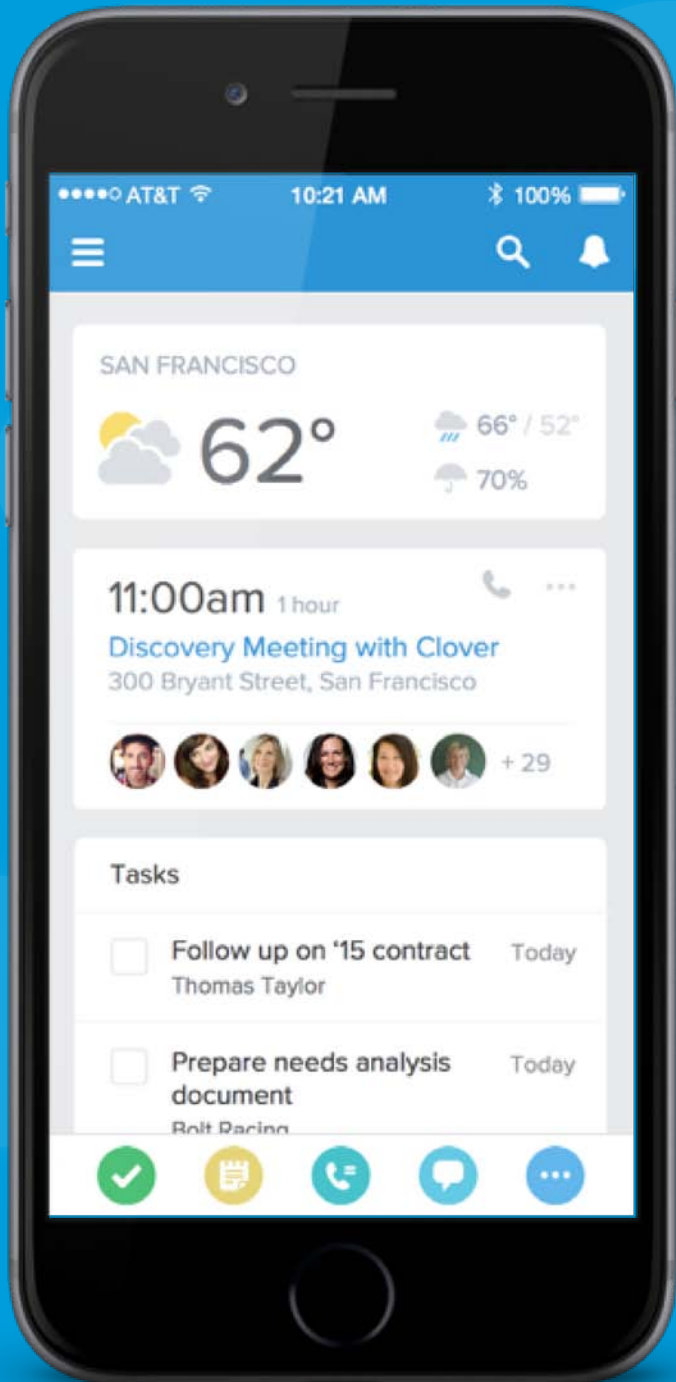 AT&T 10:21 AM 100%
SAN FRANCISCO
62° 66° / 52°
70%
11:00am 1 hour
Discovery Meeting with Clover
300 Bryant Street, San Francisco
+ 29
Tasks
Follow up on ‘15 contract Today
Thomas Taylor
Prepare needs analysis Today
document
Bolt Racing